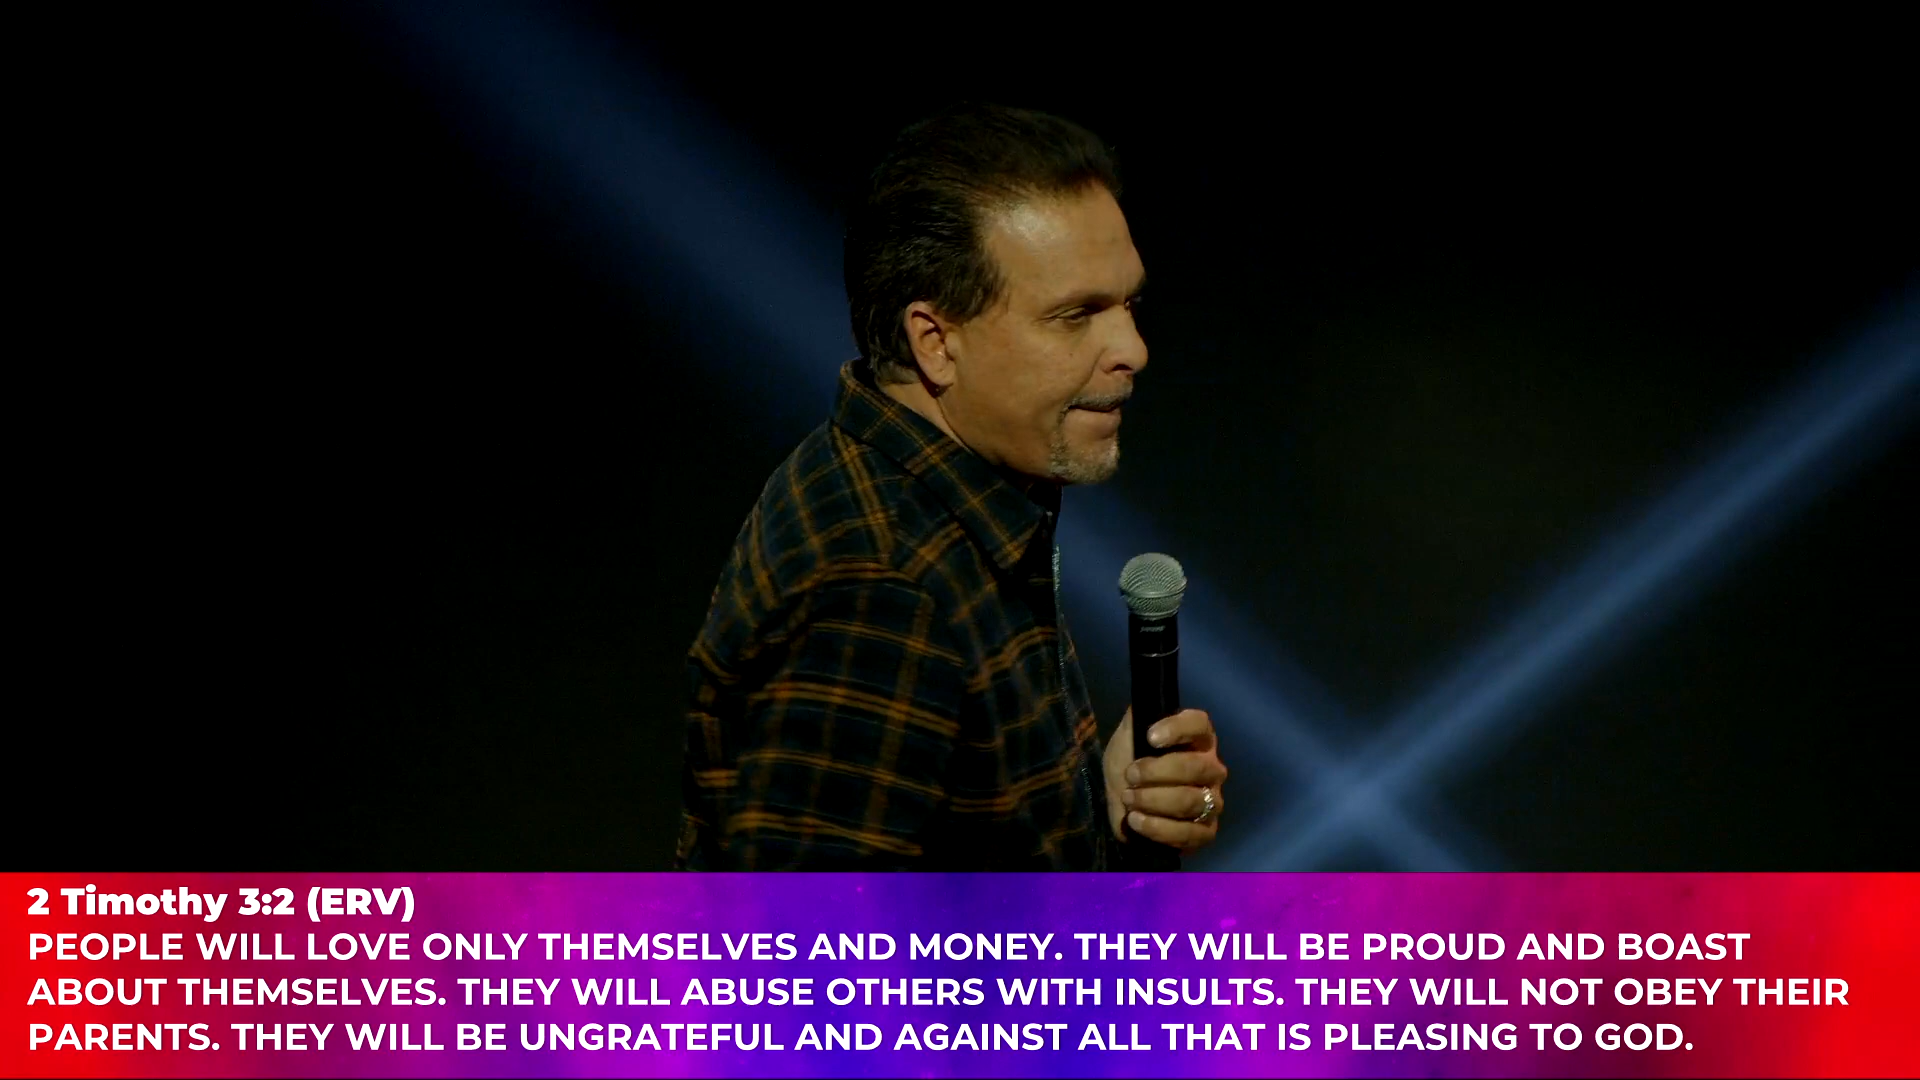 2 Timothy 3:2 (ERV)
PEOPLE WILL LOVE ONLY THEMSELVES AND MONEY. THEY WILL BE PROUD AND BOAST
ABOUT THEMSELVES. THEY WILL ABUSE OTHERS WITH INSULTS. THEY WILL NOT OBEY THEIR
PARENTS. THEY WILL BE UNGRATEFUL AND AGAINST ALL THAT IS PLEASING TO GOD.